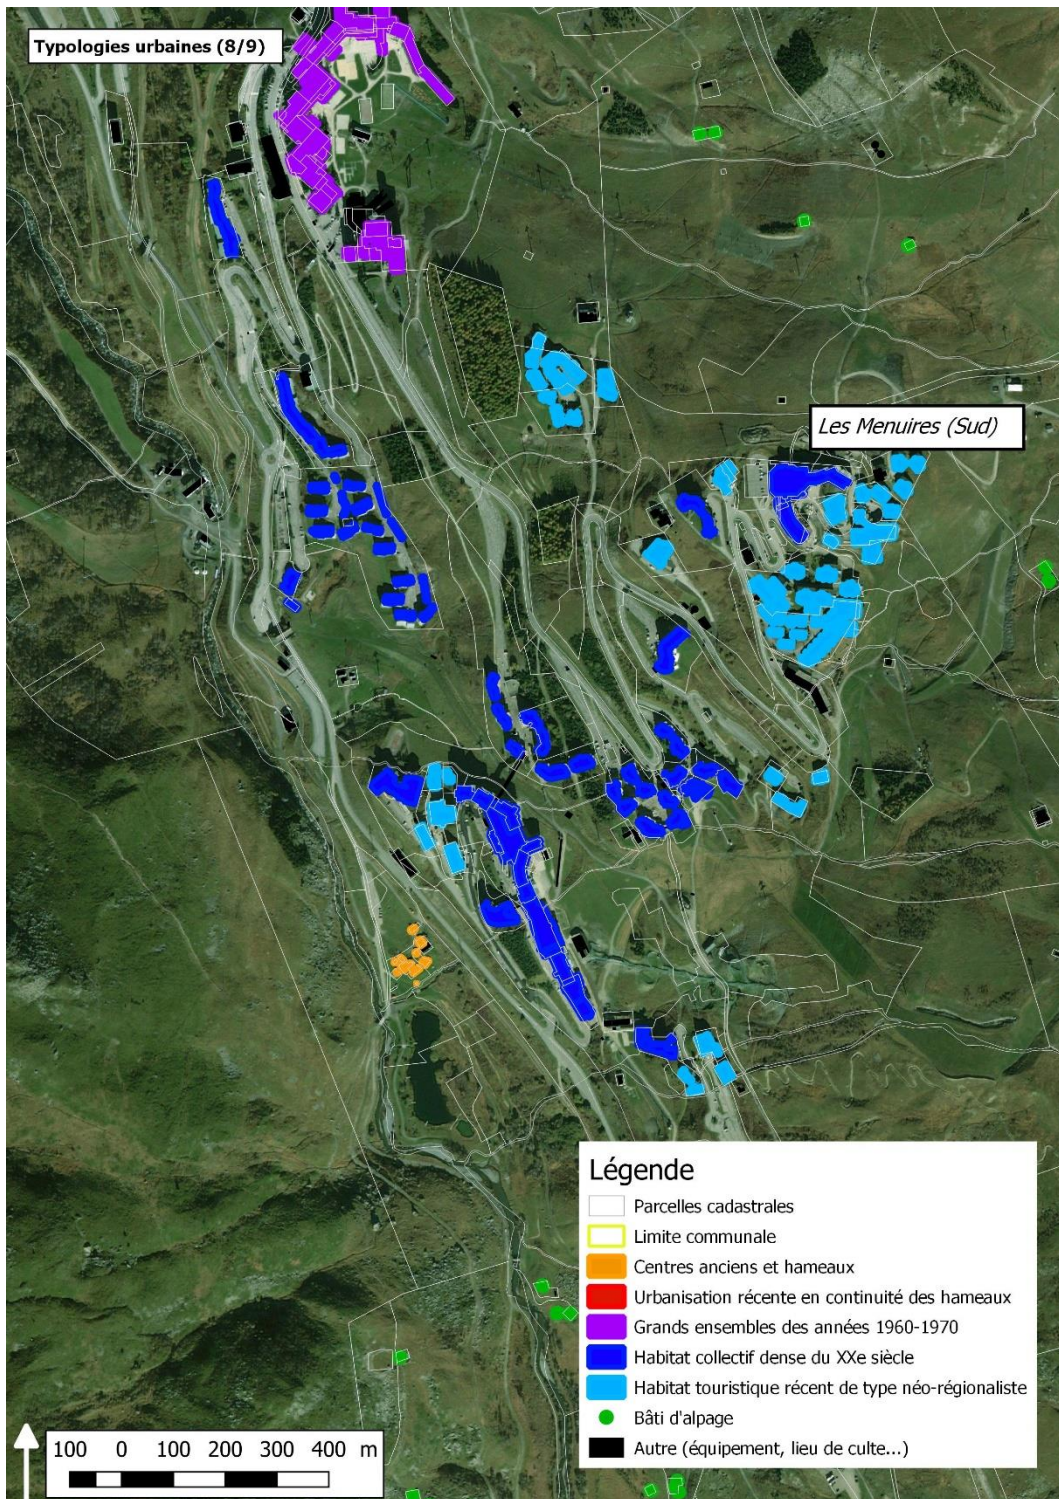 Typologies urbaines (8/9)
Les Menuires (Sud)
Légende
Parcelles cadastrales
Limite communale
Centres anciens et hameaux
Urbanisation récente en continuité des hameaux
Grands ensembles des années 1960-1970
Habitat collectif dense du XXe siècle
Habitat touristique récent de type néo-régionaliste
Bâti d'alpage
Autre (équipement, lieu de culte...)
100 0 100 200 300 400 m